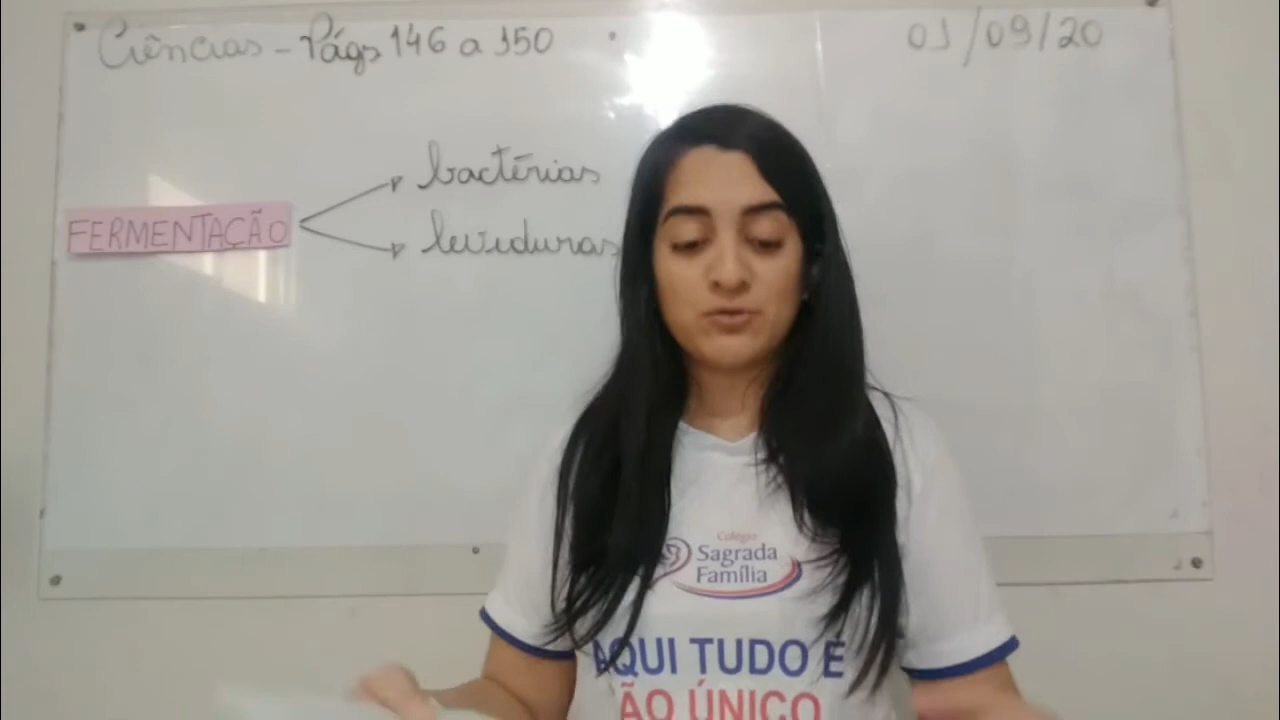 Ciências - Págs 146 a 150
01/09/20
bactérias
FERMENTAÇÃO
leveduras
Colégio
Sagrada
Família
AQUI TUDO É
ÃO ÚNICO